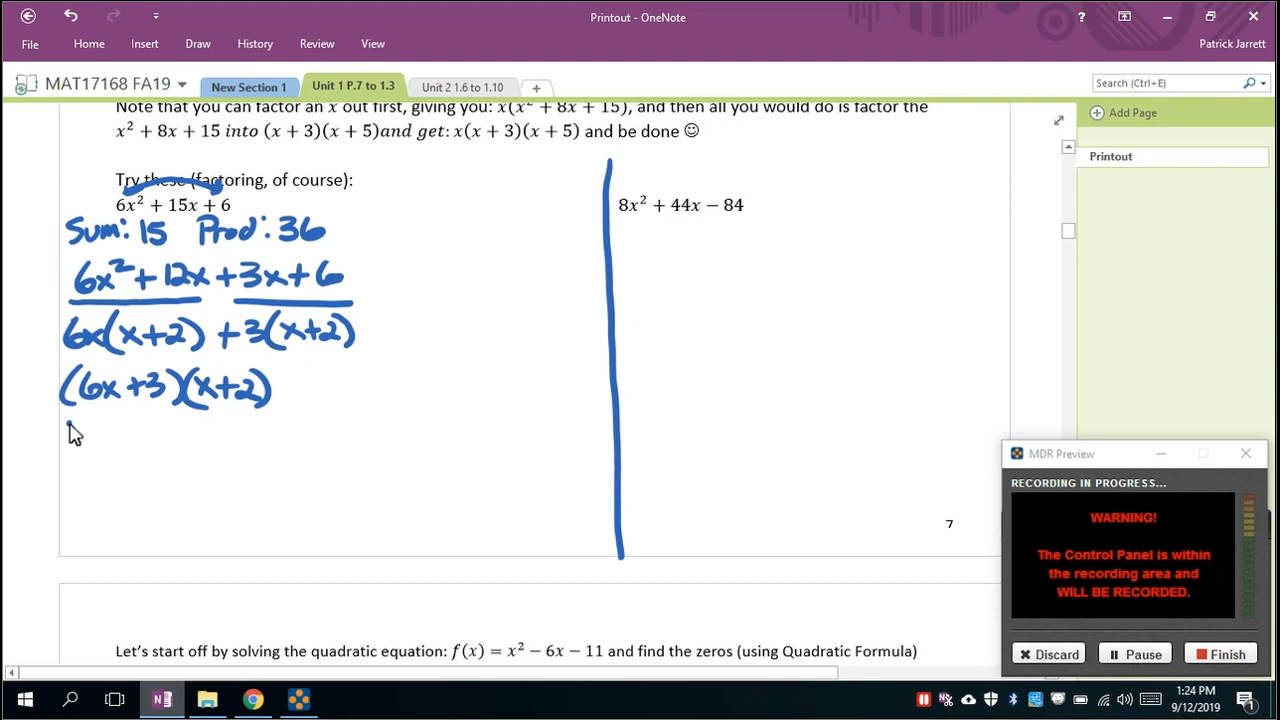 Printout - OneNote
File Home Insert Draw History Review View
Patrick Jarrett
MAT17168 FA19
New Section 1
Unit 1 P.7 to 1.3
Unit 2 1.6 to 1.10
Search (Ctrl+E)
Add Page
Printout
Note that you can factor an x out first, giving you: x(x² + 8x + 15), and then all you would do is factor the
x² + 8x + 15 into (x + 3)(x + 5)and get: x(x + 3)(x + 5) and be done ☺
Try these (factoring, of course):
6x² + 15x + 6
8x² + 44x − 84
Sum: 15 Prod: 36
6x² + 12x + 3x + 6
6x(x+2) + 3(x+2)
(6x+3)(x+2)
7
Let's start off by solving the quadratic equation: f(x) = x² − 6x − 11 and find the zeros (using Quadratic Formula)
MDR Preview
RECORDING IN PROGRESS...
WARNING!
The Control Panel is within
the recording area and
WILL BE RECORDED.
Discard
Pause
Finish
1:24 PM
9/12/2019
1